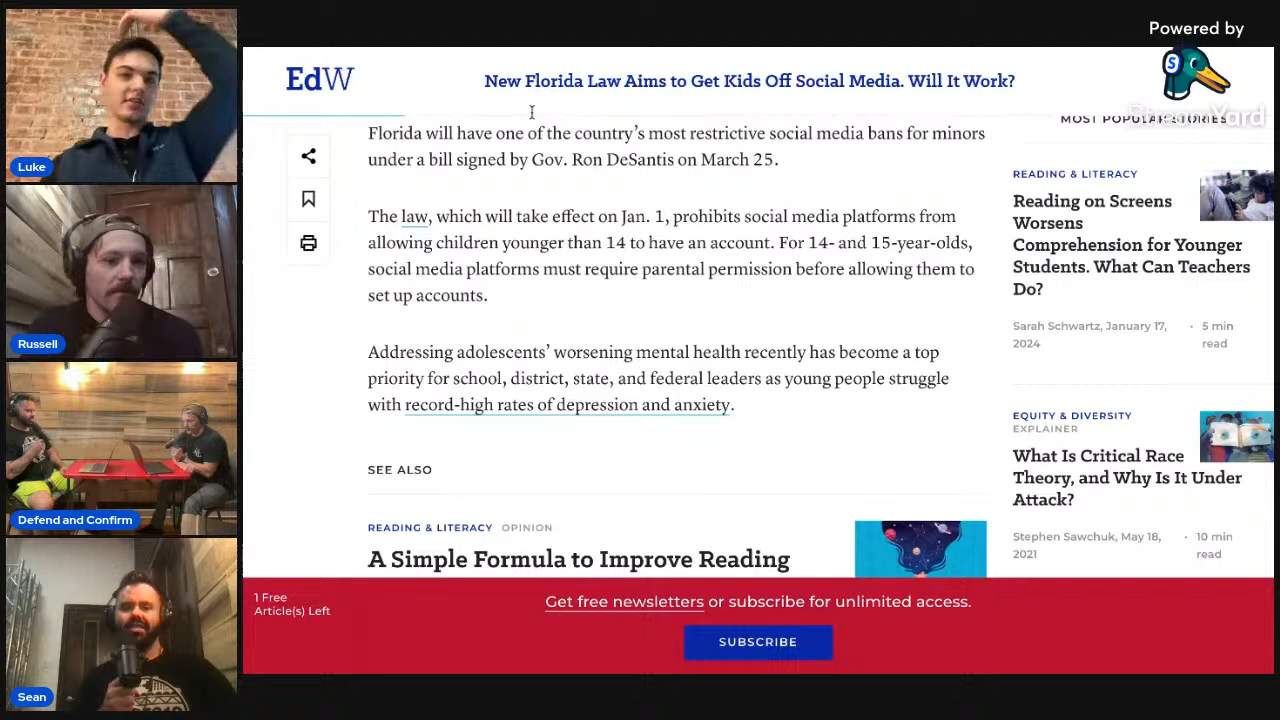 Powered by
StreamYard
EdW
New Florida Law Aims to Get Kids Off Social Media. Will It Work?
Florida will have one of the country's most restrictive social media bans for minors
under a bill signed by Gov. Ron DeSantis on March 25.
The law, which will take effect on Jan. 1, prohibits social media platforms from
allowing children younger than 14 to have an account. For 14- and 15-year-olds,
social media platforms must require parental permission before allowing them to
set up accounts.
Addressing adolescents' worsening mental health recently has become a top
priority for school, district, state, and federal leaders as young people struggle
with record-high rates of depression and anxiety.
SEE ALSO
READING & LITERACY OPINION
A Simple Formula to Improve Reading
MOST POPULAR STORIES
READING & LITERACY
Reading on Screens
Worsens
Comprehension for Younger
Students. What Can Teachers
Do?
Sarah Schwartz, January 17, • 5 min
2024 read
EQUITY & DIVERSITY
EXPLAINER
What Is Critical Race
Theory, and Why Is It Under
Attack?
Stephen Sawchuk, May 18, • 10 min
2021 read
1 Free
Article(s) Left
Get free newsletters or subscribe for unlimited access.
SUBSCRIBE
Luke
Russell
Defend and Confirm
Sean